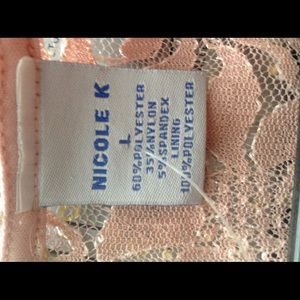 NICOLE K
L
60%POLYESTER
35%NYLON
5%SPANDEX
LINING
100%POLYESTER